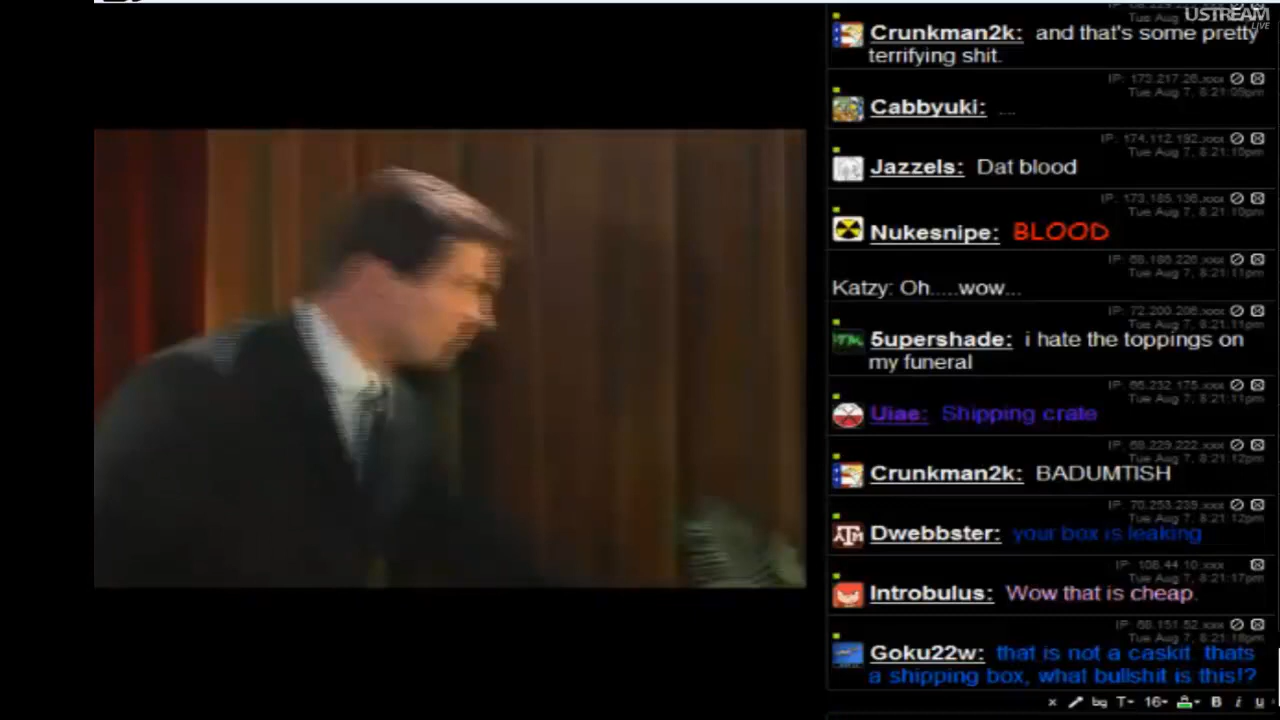 USTREAM
LIVE
Tue Aug
Crunkman2k: and that's some pretty
terrifying shit.
IP: 173.217.26.xxx
Tue Aug 7, 8:21:09pm
Cabbyuki: ....
IP: 174.112.192.xxx
Tue Aug 7, 8:21:10pm
Jazzels: Dat blood
IP: 173.185.136.xxx
Tue Aug 7, 8:21:10pm
Nukesnipe: BLOOD
IP: 68.186.226.xxx
Tue Aug 7, 8:21:11pm
Katzy: Oh.....wow...
IP: 72.200.206.xxx
Tue Aug 7, 8:21:11pm
5upershade: i hate the toppings on
my funeral
IP: 66.232.175.xxx
Tue Aug 7, 8:21:11pm
Uiae: Shipping crate
IP: 68.229.222.xxx
Tue Aug 7, 8:21:12pm
Crunkman2k: BADUMTISH
IP: 70.253.239.xxx
Tue Aug 7, 8:21:12pm
Dwebbster: your box is leaking
IP: 108.44.10.xxx
Tue Aug 7, 8:21:17pm
Introbulus: Wow that is cheap.
IP: 68.151.52.xxx
Tue Aug 7, 8:21:18pm
Goku22w: that is not a caskit. thats
a shipping box, what bullshit is this!?
x bg T 16 B i u